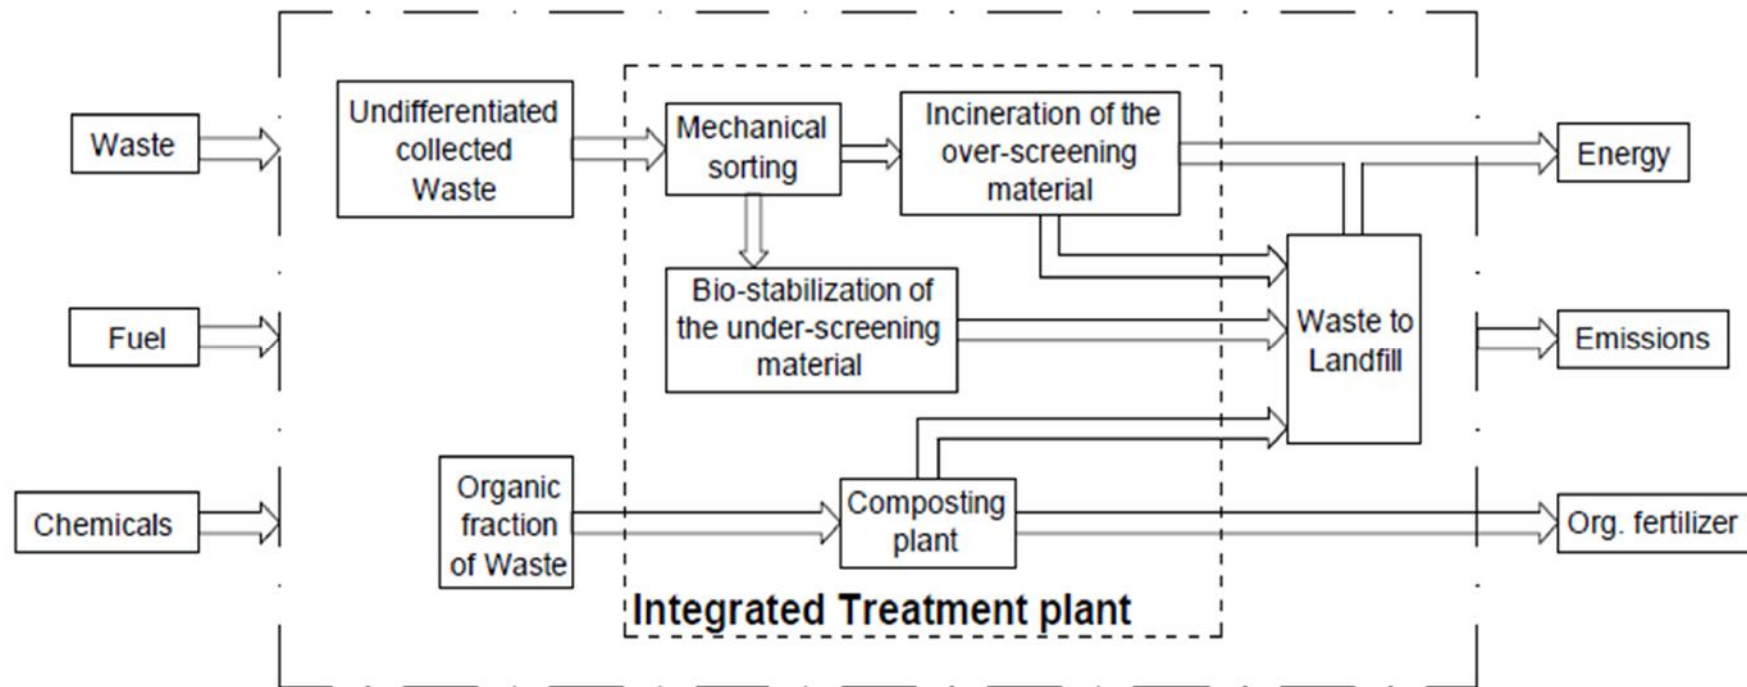 Waste
Fuel
Chemicals
Undifferentiated
collected
Waste
Mechanical
sorting
Incineration of the
over-screening
material
Bio-stabilization of
the under-screening
material
Waste to
Landfill
Organic
fraction
of Waste
Composting
plant
Integrated Treatment plant
Energy
Emissions
Org. fertilizer